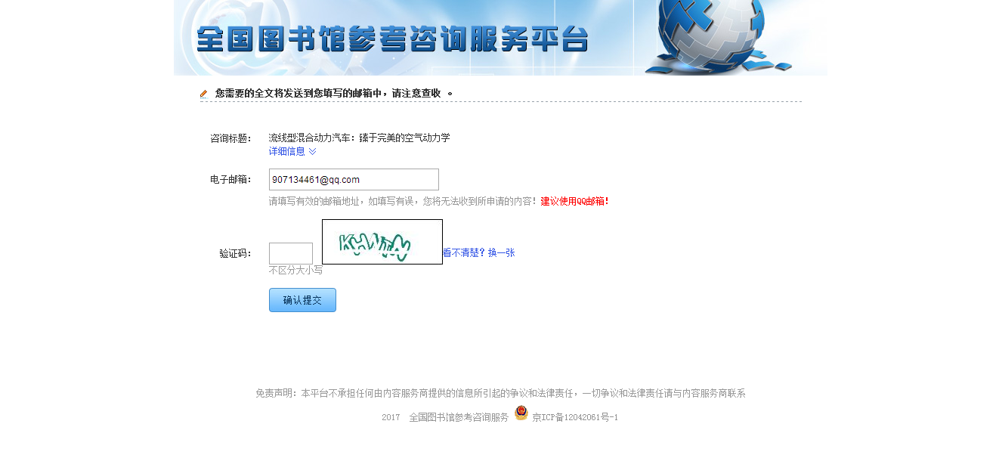 全国图书馆参考咨询服务平台
您需要的全文将发送到您填写的邮箱中，请注意查收 。
咨询标题： 流线型混合动力汽车：臻于完美的空气动力学
详细信息
电子邮箱： 907134461@qq.com
请填写有效的邮箱地址，如填写有误，您将无法收到所申请的内容！建议使用QQ邮箱！
验证码： 看不清楚？换一张
不区分大小写
确认提交
免责声明：本平台不承担任何由内容服务商提供的信息所引起的争议和法律责任，一切争议和法律责任请与内容服务商联系
2017 全国图书馆参考咨询服务 京ICP备12042061号-1